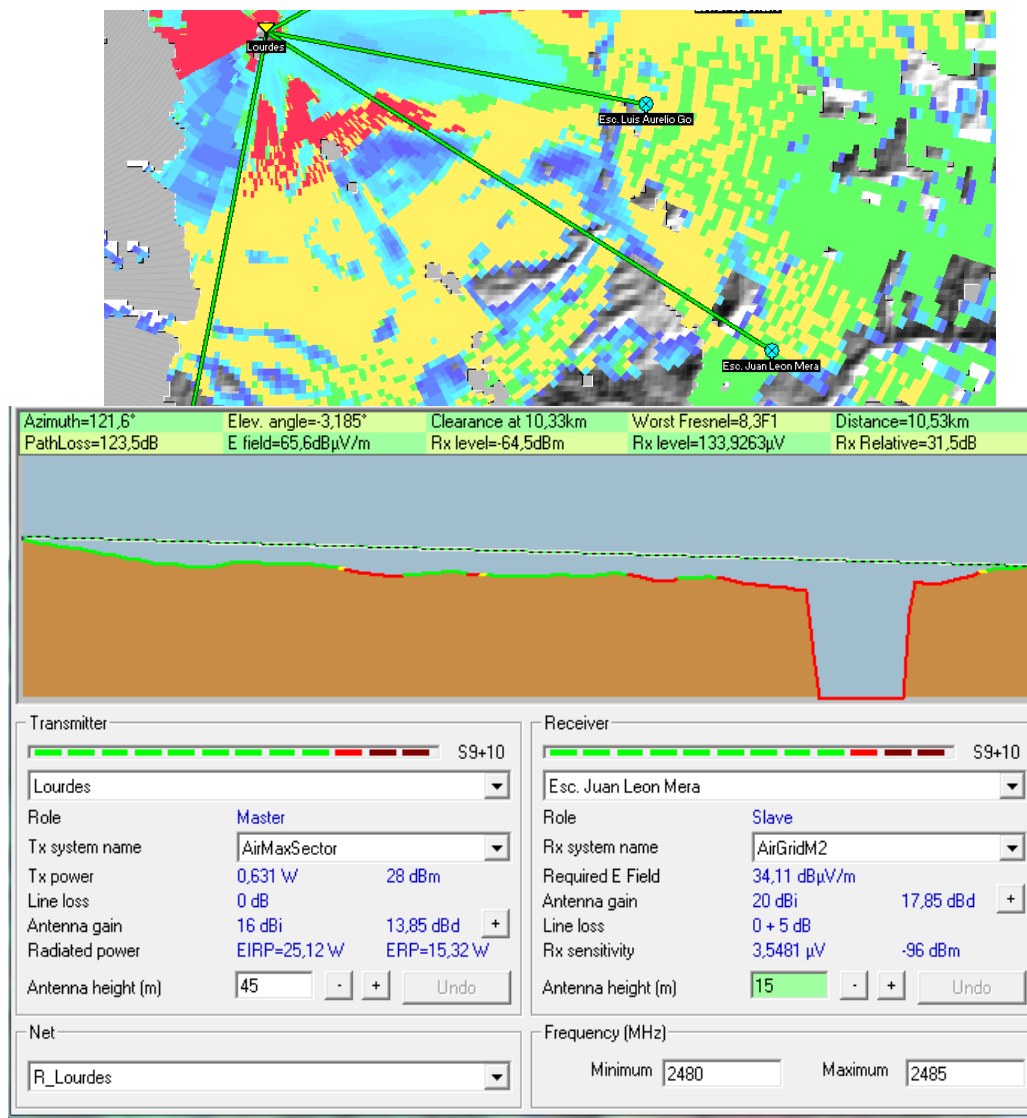 Lourdes
Esc. Luis Aurelio Go
Esc. Juan Leon Mera
Azimuth=121,6° Elev. angle=-3,185° Clearance at 10,33km Worst Fresnel=8,3F1 Distance=10,53km
PathLoss=123,5dB E field=65,6dBµV/m Rx level=-64,5dBm Rx level=133,9263µV Rx Relative=31,5dB
Transmitter Receiver
S9+10 S9+10
Lourdes Esc. Juan Leon Mera
Role Master Role Slave
Tx system name AirMaxSector Rx system name AirGridM2
Tx power 0,631 W 28 dBm Required E Field 34,11 dBµV/m
Line loss 0 dB Antenna gain 20 dBi 17,85 dBd +
Antenna gain 16 dBi 13,85 dBd + Line loss 0 + 5 dB
Radiated power EIRP=25,12 W ERP=15,32 W Rx sensitivity 3,5481 µV -96 dBm
Antenna height (m) 45 - + Undo Antenna height (m) 15 - + Undo
Net Frequency (MHz)
R_Lourdes Minimum 2480 Maximum 2485